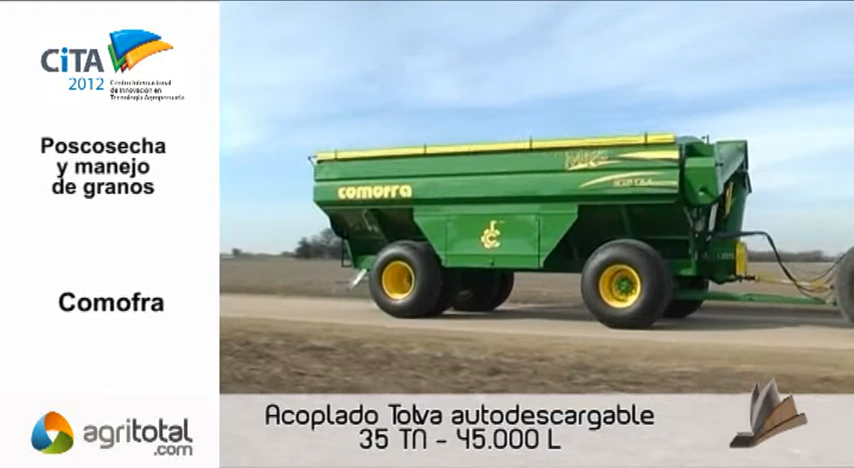 CiTA
2012
Centro Internacional
de Innovación en
Tecnología Agropecuaria
Poscosecha
y manejo
de granos
Comofra
agritotal
.com
comofra
Acoplado Tolva autodescargable
35 TN - 45.000 L